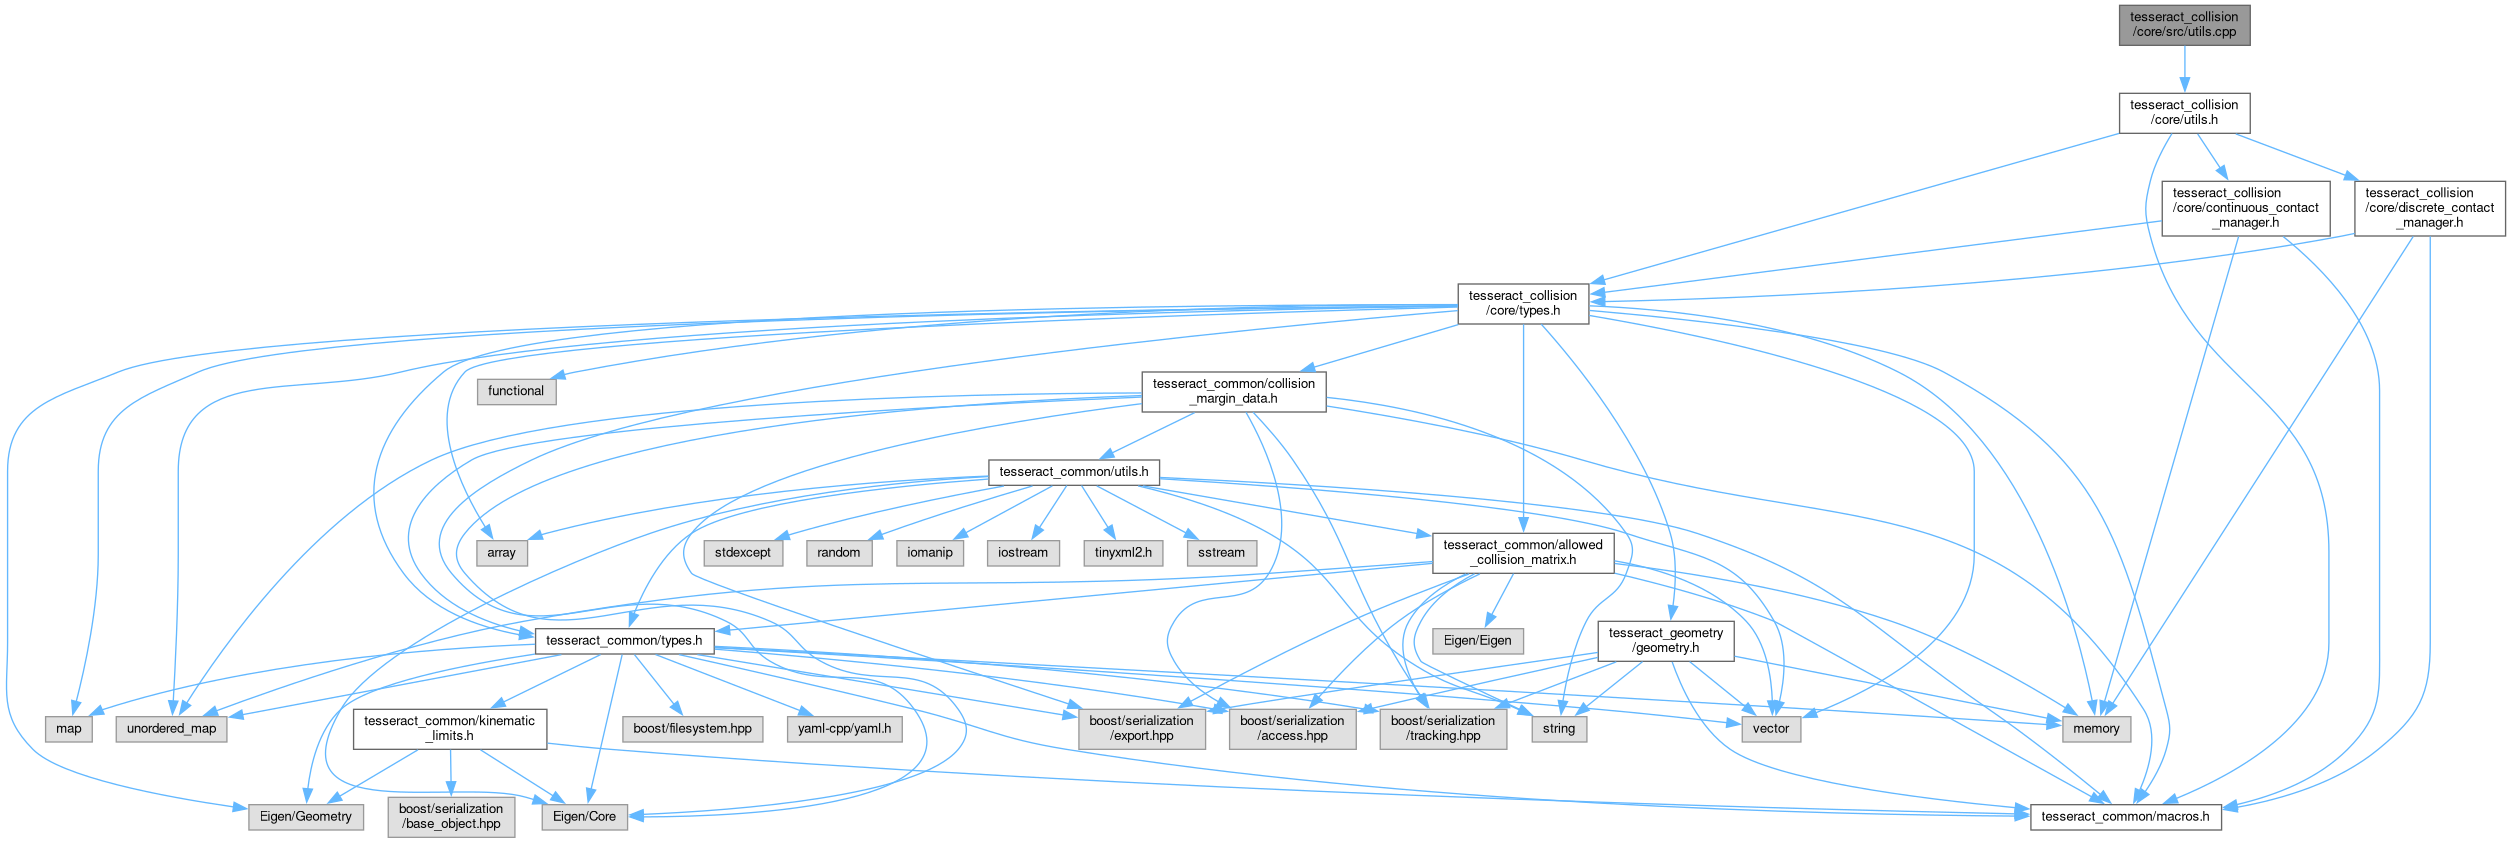 tesseract_collision
/core/src/utils.cpp
tesseract_collision
/core/utils.h
tesseract_collision
/core/continuous_contact
_manager.h
tesseract_collision
/core/discrete_contact
_manager.h
tesseract_collision
/core/types.h
functional
tesseract_common/collision
_margin_data.h
tesseract_common/utils.h
array
stdexcept
random
iomanip
iostream
tinyxml2.h
sstream
tesseract_common/allowed
_collision_matrix.h
tesseract_common/types.h
Eigen/Eigen
tesseract_geometry
/geometry.h
map
unordered_map
tesseract_common/kinematic
_limits.h
boost/filesystem.hpp
yaml-cpp/yaml.h
boost/serialization
/export.hpp
boost/serialization
/access.hpp
boost/serialization
/tracking.hpp
string
vector
memory
Eigen/Geometry
boost/serialization
/base_object.hpp
Eigen/Core
tesseract_common/macros.h